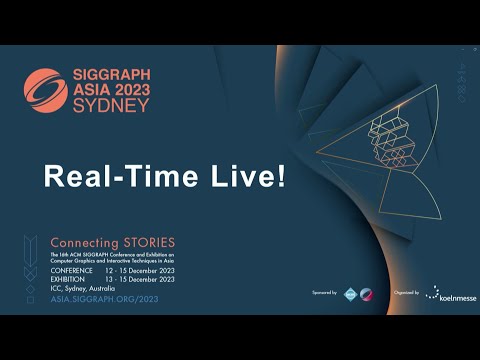 SIGGRAPH
ASIA 2023
SYDNEY
Real-Time Live!
Connecting STORIES
The 16th ACM SIGGRAPH Conference and Exhibition on
Computer Graphics and Interactive Techniques in Asia
CONFERENCE 12 - 15 December 2023
EXHIBITION 13 - 15 December 2023
ICC, Sydney, Australia
ASIA.SIGGRAPH.ORG/2023
Sponsored by
Organized by
koelnmesse